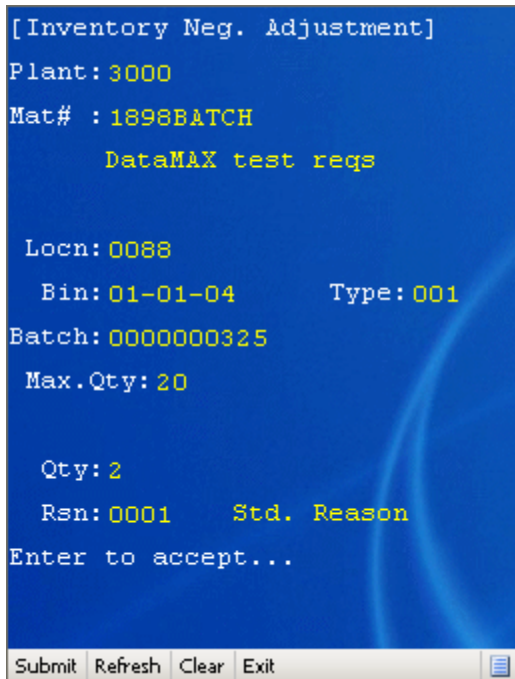 [Inventory Neg. Adjustment]
Plant: 3000
Mat# : 1898BATCH
DataMAX test reqs
Locn: 0088
Bin: 01-01-04 Type: 001
Batch: 0000000325
Max.Qty: 20
Qty: 2
Rsn: 0001 Std. Reason
Enter to accept...
Submit Refresh Clear Exit